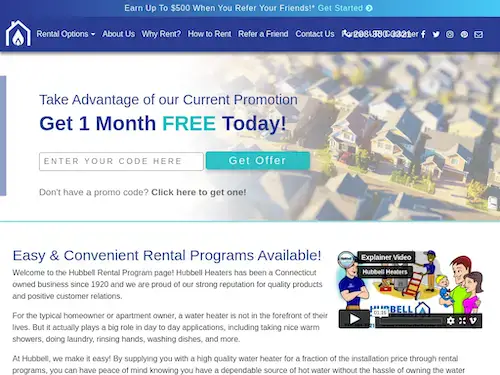 Earn Up To $500 When You Refer Your Friends!* Get Started
Rental Options About Us Why Rent? How to Rent Refer a Friend Contact Us
Take Advantage of our Current Promotion
Get 1 Month FREE Today!
ENTER YOUR CODE HERE Get Offer
Don't have a promo code? Click here to get one!
Easy & Convenient Rental Programs Available!
Welcome to the Hubbell Rental Program page! Hubbell Heaters has been a Connecticut
owned business since 1920 and we are proud of our strong reputation for quality products
and positive customer relations.
For the typical homeowner or apartment owner, a water heater is not in the forefront of their
lives. But it actually plays a big role in day to day applications, including taking nice warm
showers, doing laundry, rinsing hands, washing dishes, and more.
At Hubbell, we make it easy! By supplying you with a high quality water heater for a fraction of the installation price through rental
programs, you can have peace of mind knowing you have a dependable source of hot water without the hassle of owning the water
Explainer Video
Hubbell Heaters
HUBBELL
01:35